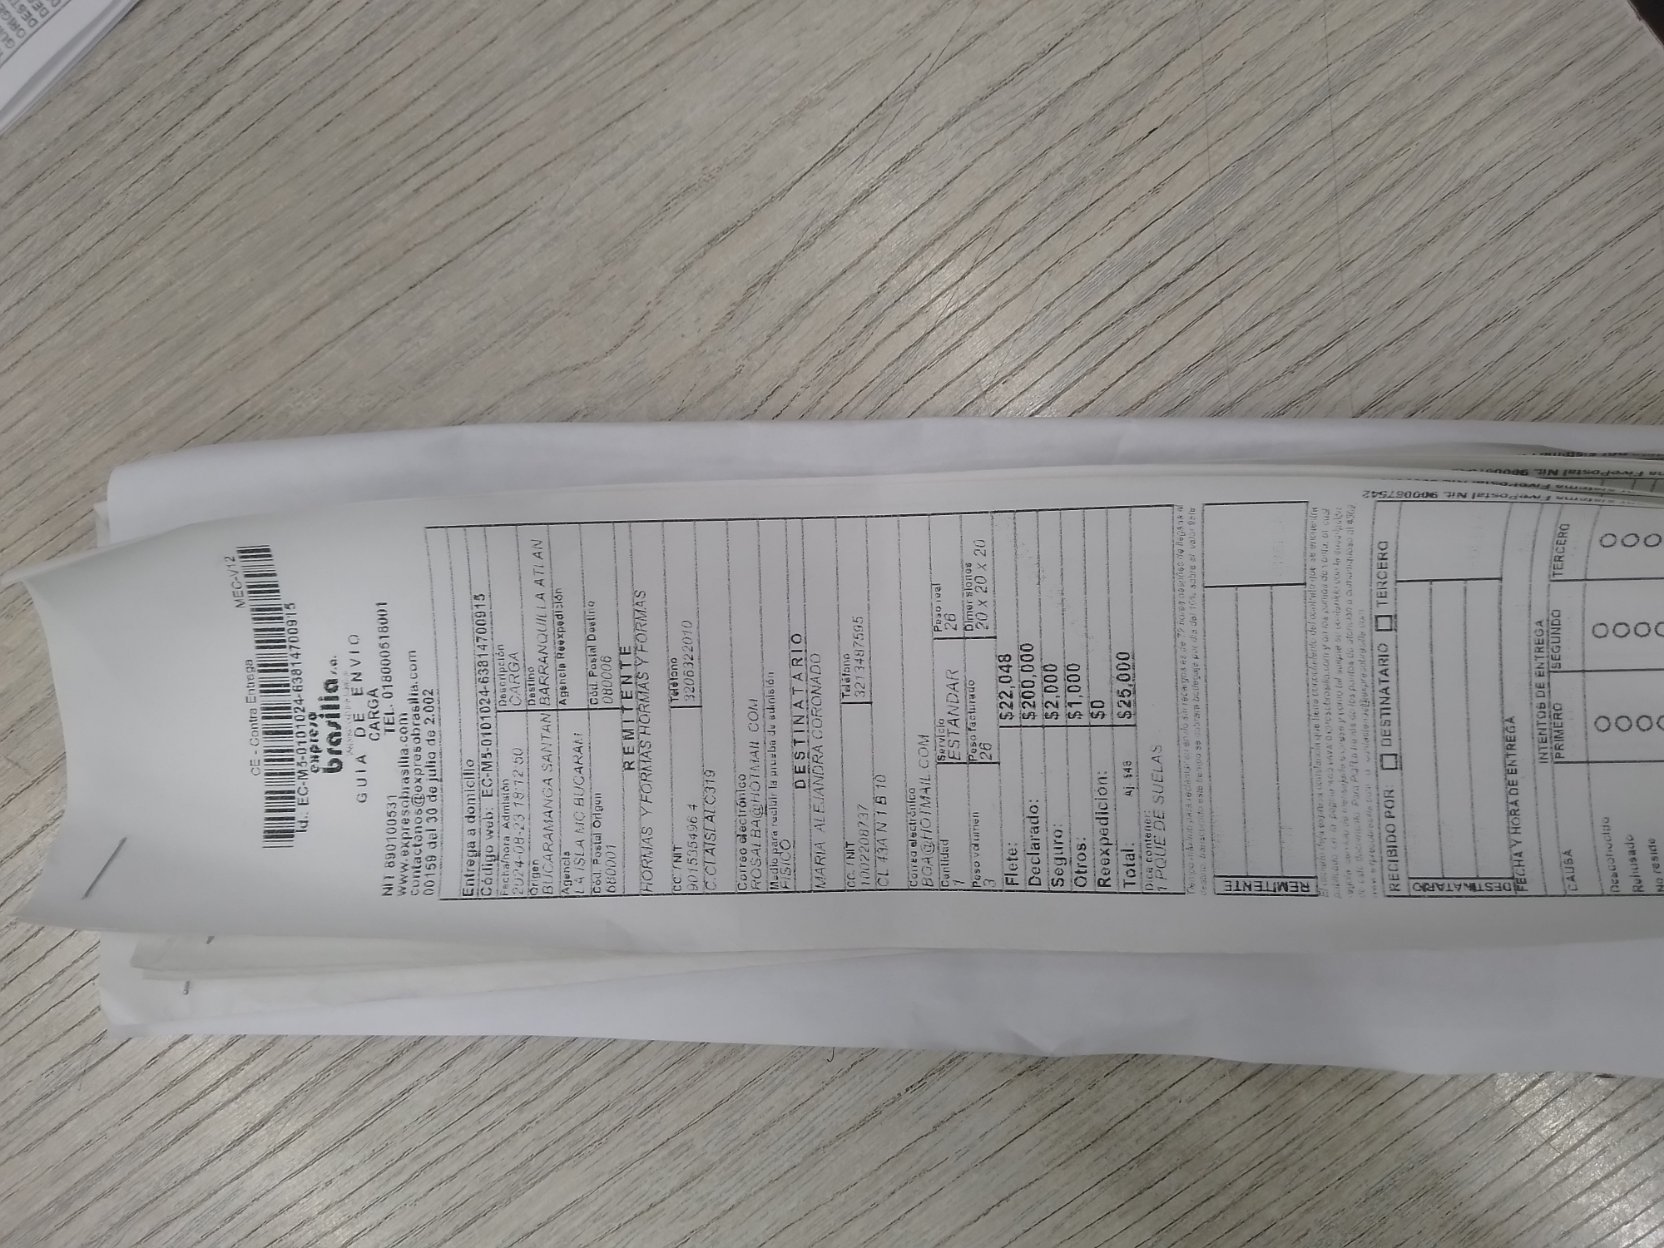 CE - Contra Entrega MEC-V12
Id.: EC-M5-0101024-63814700915
expreso
brasilia s.a.
GUIA DE ENVIO
CARGA
NIT 890100531 TEL. 018000518001
www.expresobrasilia.com
contactanos@expresobrasilia.com
00159 del 30 de julio de 2.002
Entrega a domicilio
Código web: EC-M5-0101024-63814700915
Fecha/hora Admisión Descripción
2024-08-23 18:12:50 CARGA
Origen Destino
BUCARAMANGA SANTAN BARRANQUILLA ATLAN
Agencia Agencia Reexpedición
LA ISLA MC BUCARAM
Cód. Postal Origen Cód. Postal Destino
680001 080006
REMITENTE
HORMAS Y FORMAS HORMAS Y FORMAS
CC / NIT Teléfono
901535496 4 3206322010
C.C LA ISLA LC319
Correo electrónico
ROSALBA@HOTMAIL.COM
Medio para recibir la prueba de admisión
FISICO
DESTINATARIO
MARIA ALEJANDRA CORONADO
CC / NIT Teléfono
1002208737 3213487595
CL 43A N 1 B 10
Correo electrónico
BGA@HOTMAIL.COM
Cantidad Servicio Peso real
1 ESTANDAR 26
Peso volumen Peso facturado Dimensiones
3 26 20 x 20 x 20
Flete: $22,048
Declarado: $200,000
Seguro: $2,000
Otros: $1,000
Reexpedicion: $0
Total: Aj $48 $25,000
Dice contener:
1 PQUE DE SUELAS
REMITENTE
RECIBIDO POR DESTINATARIO TERCERO
DESTINATARIO
FECHA Y HORA DE ENTREGA
INTENTOS DE ENTREGA
CAUSA PRIMERO SEGUNDO TERCERO
Desconocido
Rehusado
No reside